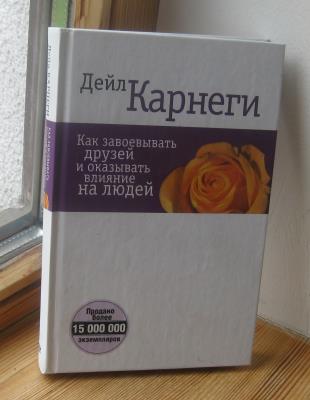 Дейл
Карнеги
Как завоевывать
друзей
и оказывать
влияние
на людей
Продано
более
15 000 000
экземпляров